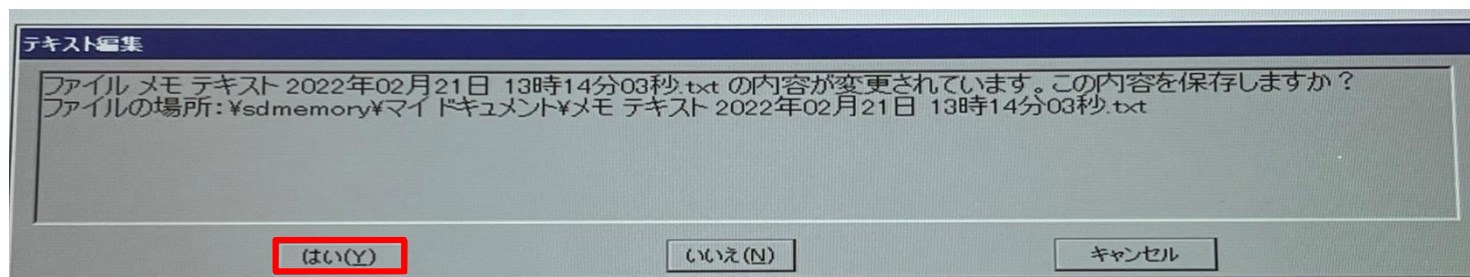 テキスト編集
ファイル メモ テキスト 2022年02月21日 13時14分03秒.txt の内容が変更されています。この内容を保存しますか？
ファイルの場所：¥sdmemory¥マイ ドキュメント¥メモ テキスト 2022年02月21日 13時14分03秒.txt
はい(Y) いいえ(N) キャンセル